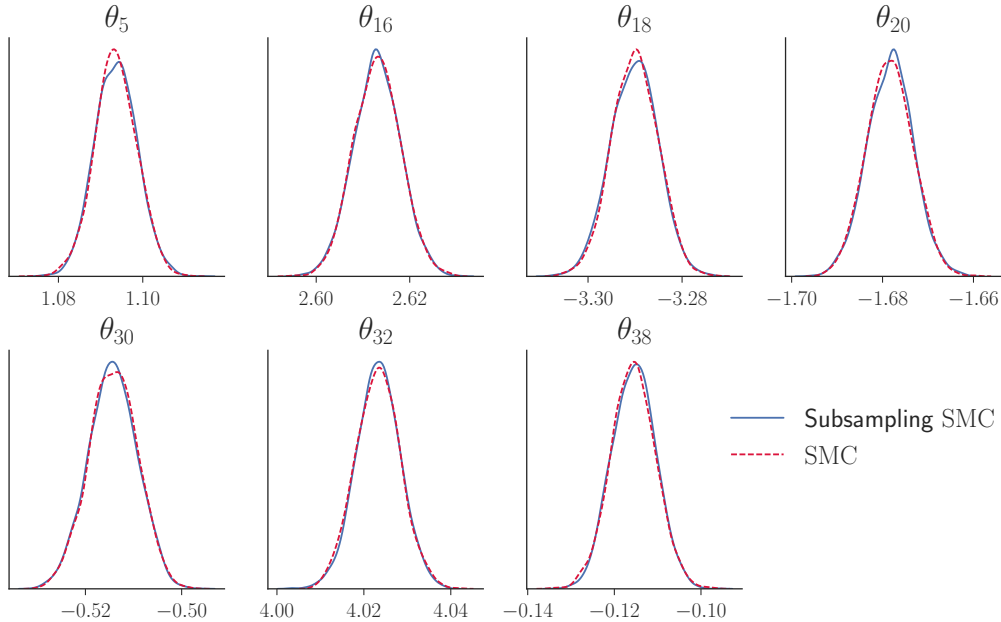 θ₅ θ₁₆ θ₁₈ θ₂₀
1.08 1.10 2.60 2.62 −3.30 −3.28 −1.70 −1.68 −1.66
θ₃₀ θ₃₂ θ₃₈
Subsampling SMC
SMC
−0.52 −0.50 4.00 4.02 4.04 −0.14 −0.12 −0.10